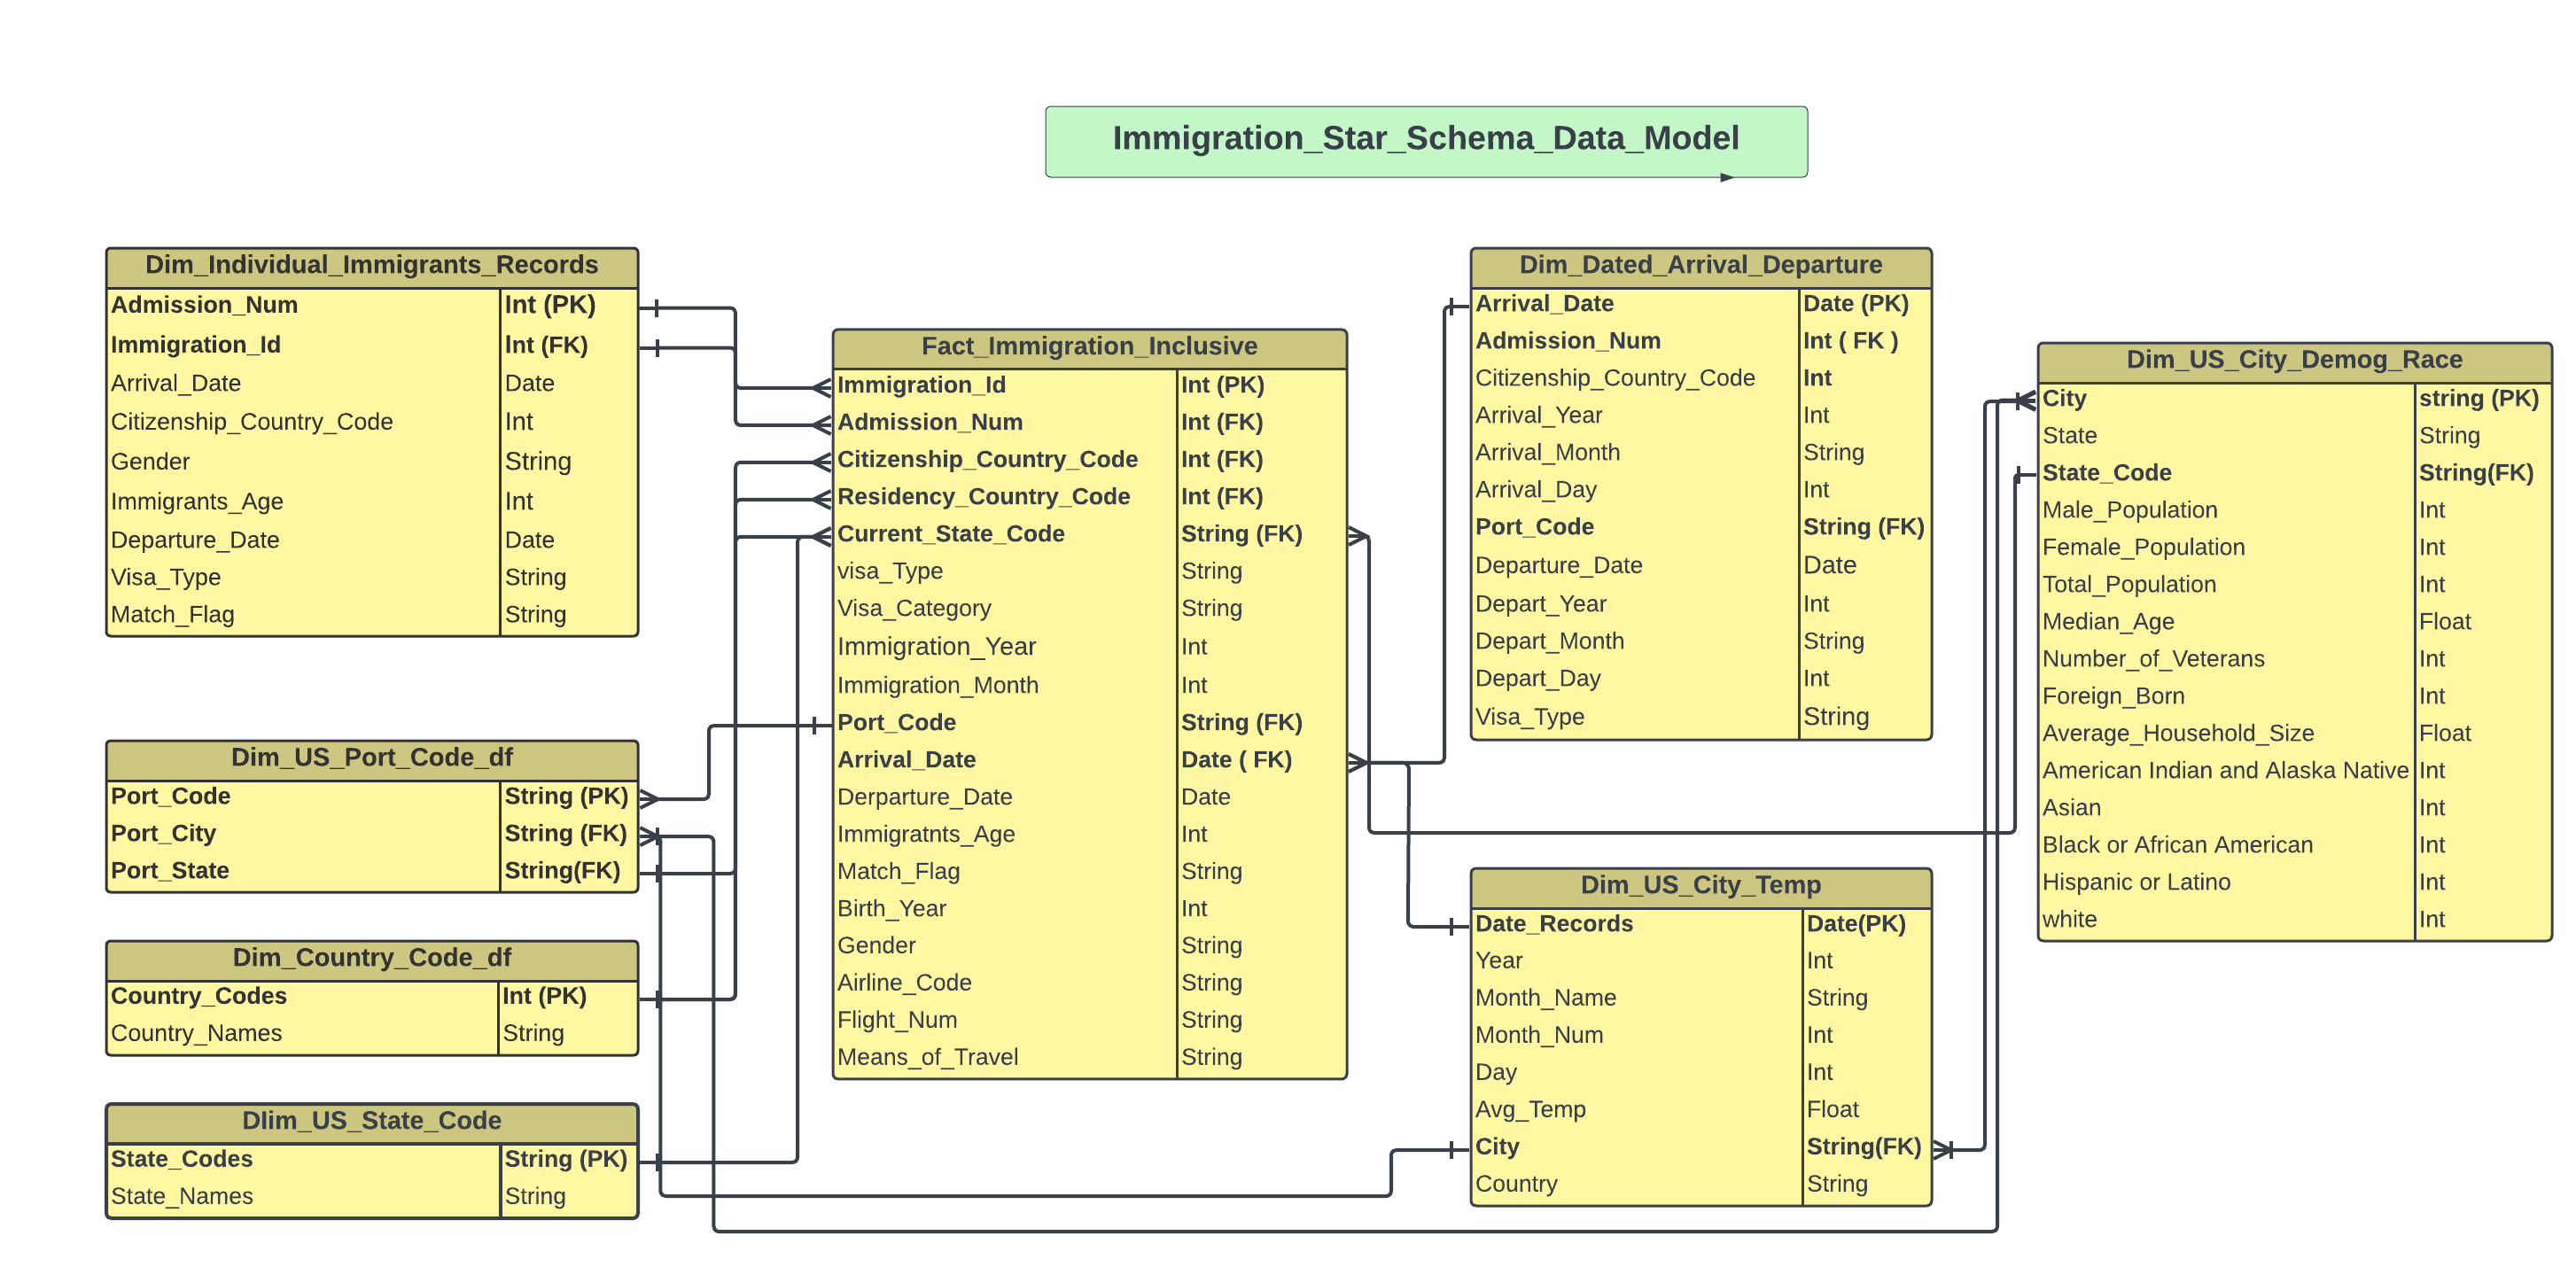 Immigration_Star_Schema_Data_Model
Dim_Individual_Immigrants_Records
Admission_Num Int (PK)
Immigration_Id Int (FK)
Arrival_Date Date
Citizenship_Country_Code Int
Gender String
Immigrants_Age Int
Departure_Date Date
Visa_Type String
Match_Flag String
Dim_US_Port_Code_df
Port_Code String (PK)
Port_City String (FK)
Port_State String(FK)
Dim_Country_Code_df
Country_Codes Int (PK)
Country_Names String
DIim_US_State_Code
State_Codes String (PK)
State_Names String
Fact_Immigration_Inclusive
Immigration_Id Int (PK)
Admission_Num Int (FK)
Citizenship_Country_Code Int (FK)
Residency_Country_Code Int (FK)
Current_State_Code String (FK)
visa_Type String
Visa_Category String
Immigration_Year Int
Immigration_Month Int
Port_Code String (FK)
Arrival_Date Date ( FK)
Derparture_Date Date
Immigratnts_Age Int
Match_Flag String
Birth_Year Int
Gender String
Airline_Code String
Flight_Num String
Means_of_Travel String
Dim_Dated_Arrival_Departure
Arrival_Date Date (PK)
Admission_Num Int ( FK )
Citizenship_Country_Code Int
Arrival_Year Int
Arrival_Month String
Arrival_Day Int
Port_Code String (FK)
Departure_Date Date
Depart_Year Int
Depart_Month String
Depart_Day Int
Visa_Type String
Dim_US_City_Temp
Date_Records Date(PK)
Year Int
Month_Name String
Month_Num Int
Day Int
Avg_Temp Float
City String(FK)
Country String
Dim_US_City_Demog_Race
City string (PK)
State String
State_Code String(FK)
Male_Population Int
Female_Population Int
Total_Population Int
Median_Age Float
Number_of_Veterans Int
Foreign_Born Int
Average_Household_Size Float
American Indian and Alaska Native Int
Asian Int
Black or African American Int
Hispanic or Latino Int
white Int